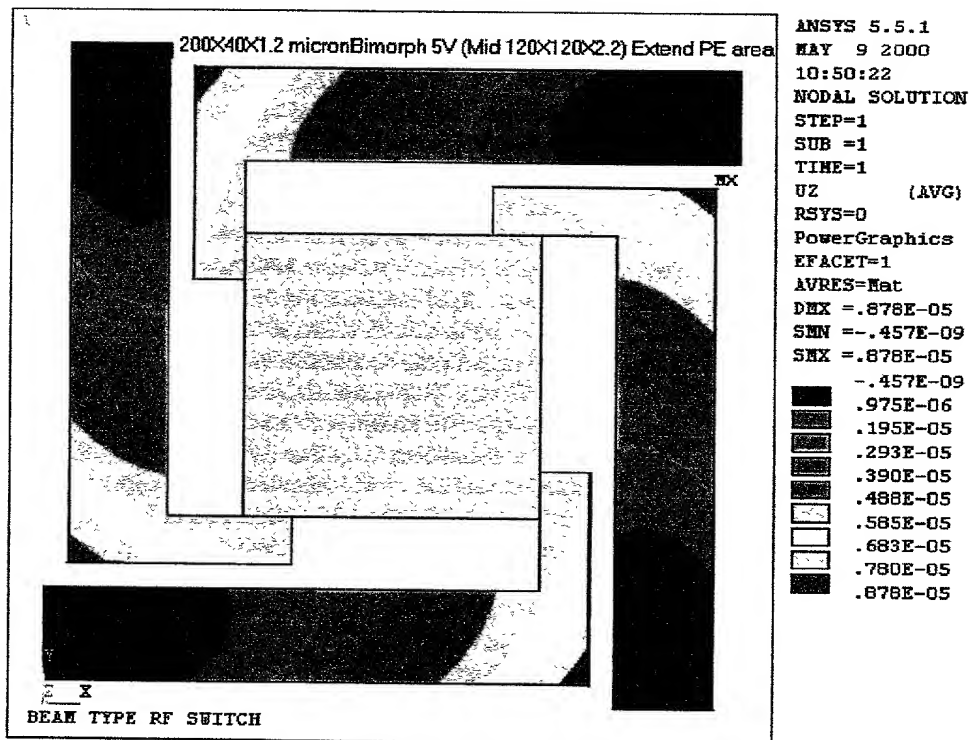 1
200X40X1.2 micronBimorph 5V (Mid 120X120X2.2) Extend PE area
MX
Z X
BEAM TYPE RF SWITCH
ANSYS 5.5.1
MAY 9 2000
10:50:22
NODAL SOLUTION
STEP=1
SUB =1
TIME=1
UZ (AVG)
RSYS=0
PowerGraphics
EFACET=1
AVRES=Mat
DMX =.878E-05
SMN =-.457E-09
SMX =.878E-05
-.457E-09
.975E-06
.195E-05
.293E-05
.390E-05
.488E-05
.585E-05
.683E-05
.780E-05
.878E-05